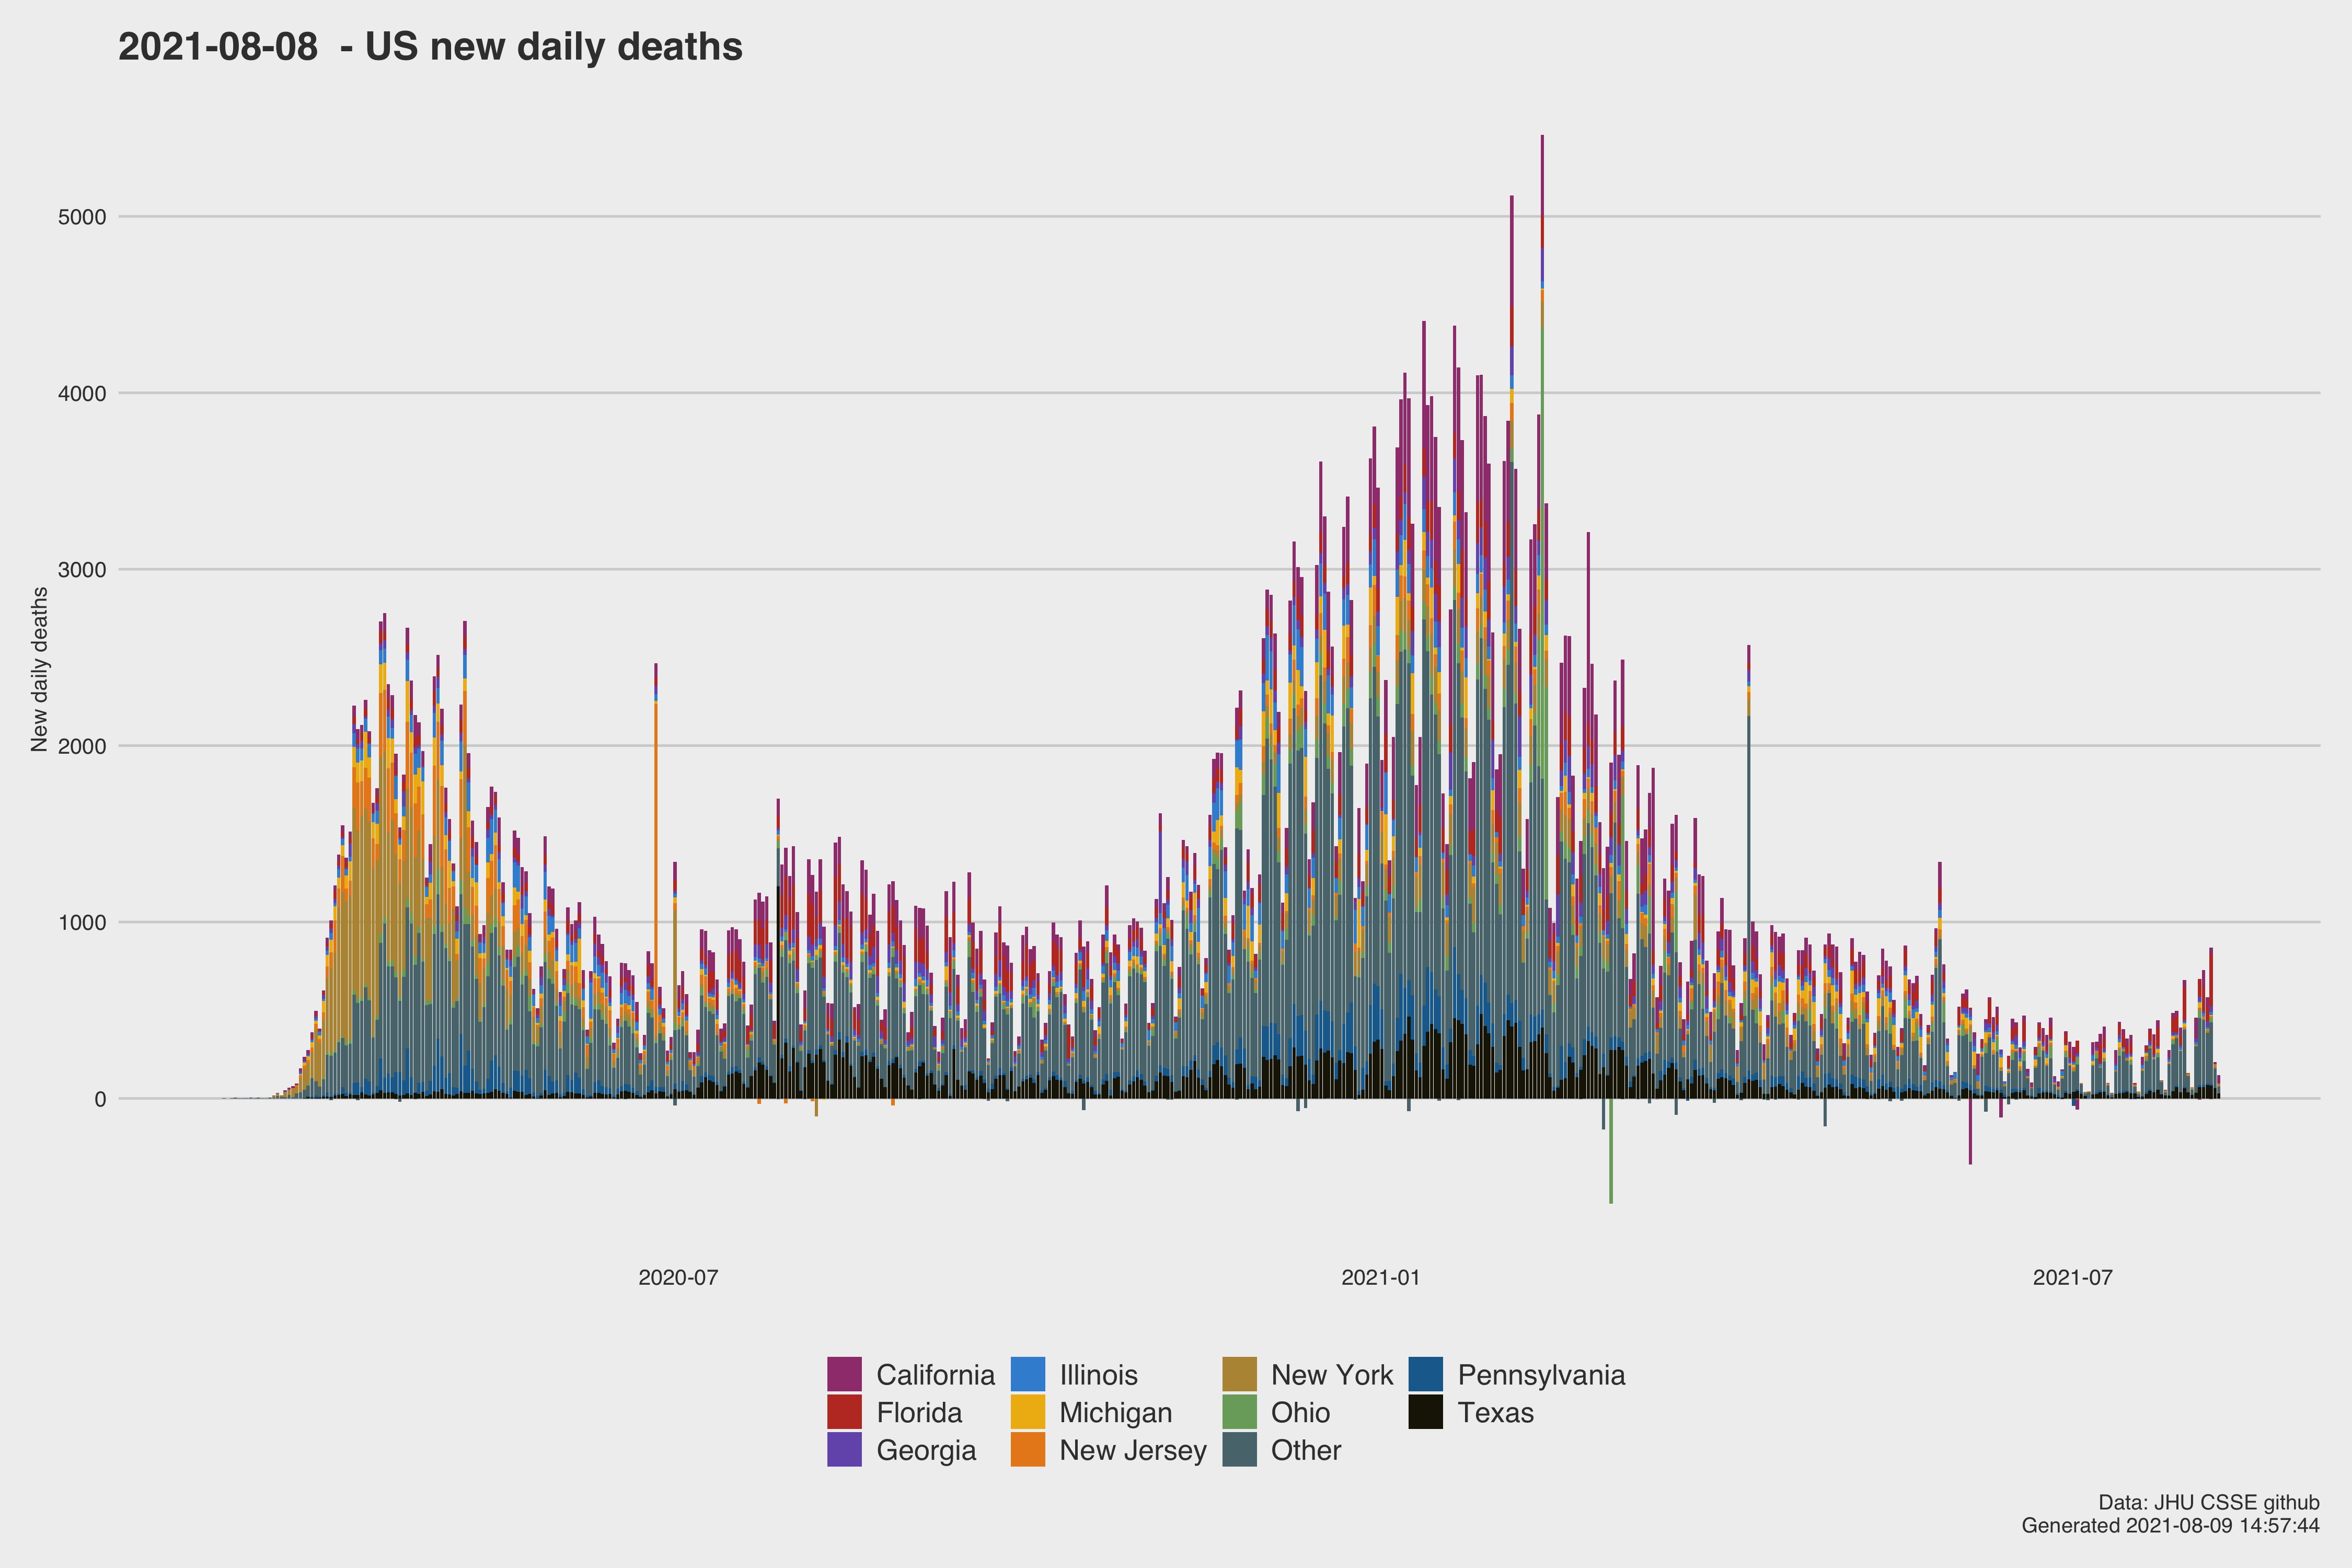 2021-08-08  - US new daily deaths
New daily deaths
5000
4000
3000
2000
1000
0
2020-07
2021-01
2021-07
California
Florida
Georgia
Illinois
Michigan
New Jersey
New York
Ohio
Other
Pennsylvania
Texas
Data: JHU CSSE github
Generated 2021-08-09 14:57:44